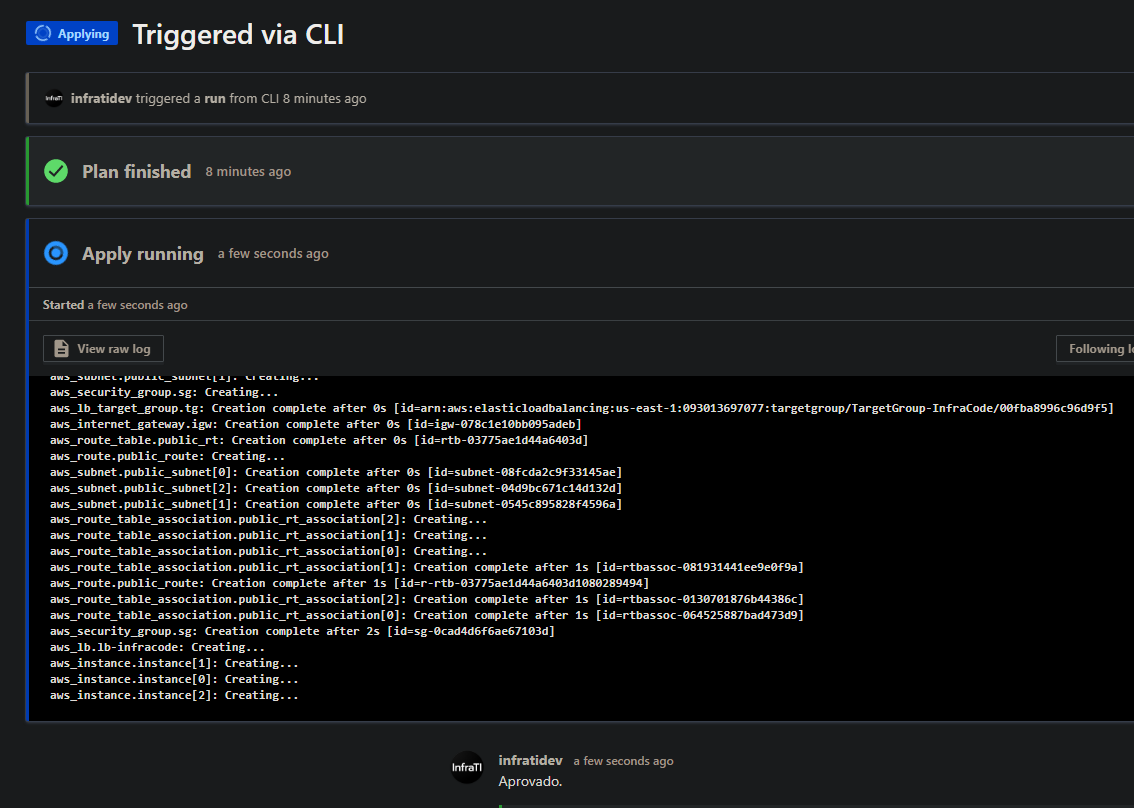 Applying Triggered via CLI
InfraTI infratidev triggered a run from CLI 8 minutes ago
Plan finished 8 minutes ago
Apply running a few seconds ago
Started a few seconds ago
View raw log Following
aws_subnet.public_subnet[1]: Creating...
aws_security_group.sg: Creating...
aws_lb_target_group.tg: Creation complete after 0s [id=arn:aws:elasticloadbalancing:us-east-1:093013697077:targetgroup/TargetGroup-InfraCode/00fba8996c96d9f5]
aws_internet_gateway.igw: Creation complete after 0s [id=igw-078c1e10bb095adeb]
aws_route_table.public_rt: Creation complete after 0s [id=rtb-03775ae1d44a6403d]
aws_route.public_route: Creating...
aws_subnet.public_subnet[0]: Creation complete after 0s [id=subnet-08fcda2c9f33145ae]
aws_subnet.public_subnet[2]: Creation complete after 0s [id=subnet-04d9bc671c14d132d]
aws_subnet.public_subnet[1]: Creation complete after 0s [id=subnet-0545c895828f4596a]
aws_route_table_association.public_rt_association[2]: Creating...
aws_route_table_association.public_rt_association[1]: Creating...
aws_route_table_association.public_rt_association[0]: Creating...
aws_route_table_association.public_rt_association[1]: Creation complete after 1s [id=rtbassoc-081931441ee9e0f9a]
aws_route.public_route: Creation complete after 1s [id=r-rtb-03775ae1d44a6403d1080289494]
aws_route_table_association.public_rt_association[2]: Creation complete after 1s [id=rtbassoc-0130701876b44386c]
aws_route_table_association.public_rt_association[0]: Creation complete after 1s [id=rtbassoc-064525887bad473d9]
aws_security_group.sg: Creation complete after 2s [id=sg-0cad4d6f6ae67103d]
aws_lb.lb-infracode: Creating...
aws_instance.instance[1]: Creating...
aws_instance.instance[0]: Creating...
aws_instance.instance[2]: Creating...
InfraTI infratidev a few seconds ago
Aprovado.